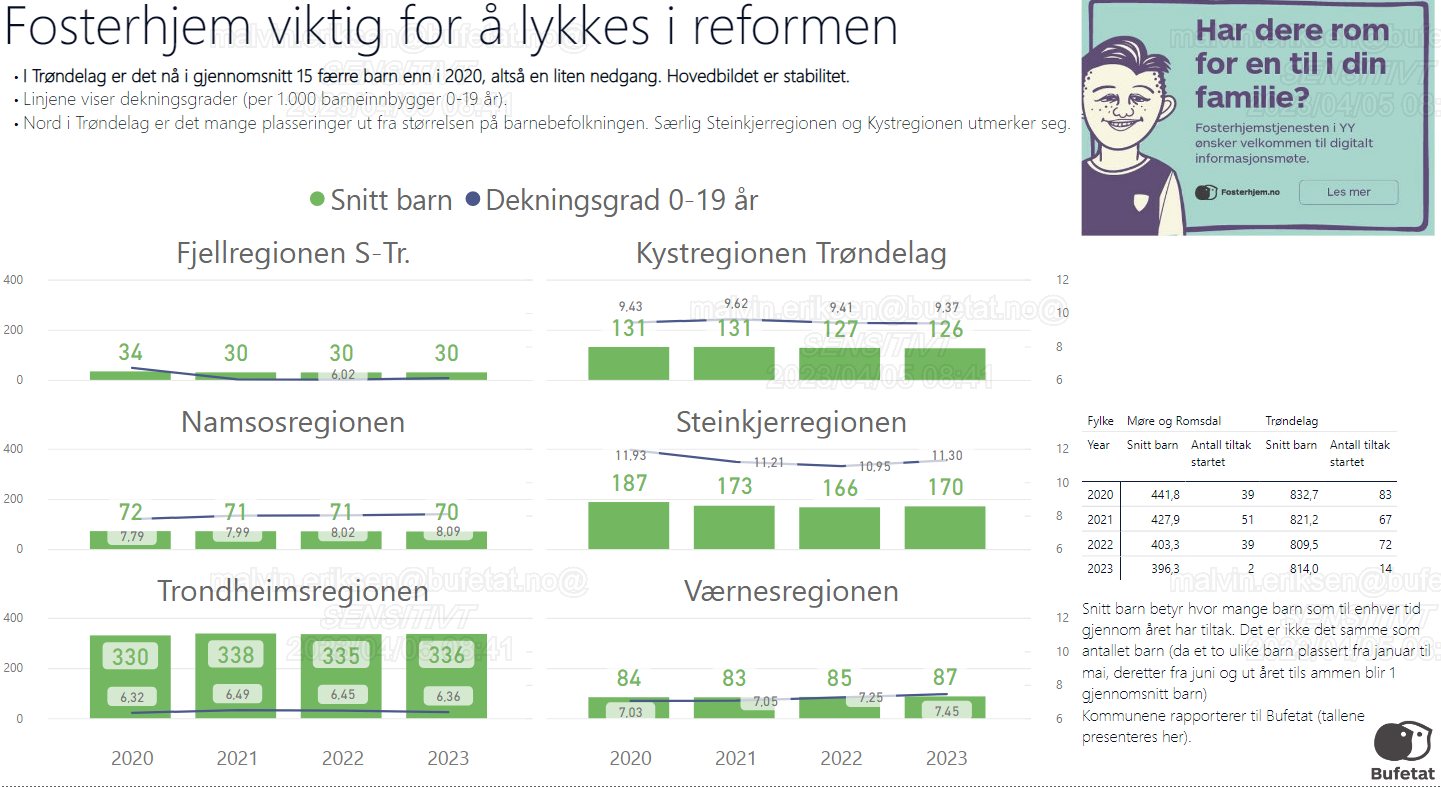 Fosterhjem viktig for å lykkes i reformen
• I Trøndelag er det nå i gjennomsnitt 15 færre barn enn i 2020, altså en liten nedgang. Hovedbildet er stabilitet.
• Linjene viser dekningsgrader (per 1.000 barneinnbygger 0-19 år).
• Nord i Trøndelag er det mange plasseringer ut fra størrelsen på barnebefolkningen. Særlig Steinkjerregionen og Kystregionen utmerker seg.
Har dere rom
for en til i din
familie?
Fosterhjemstjenesten i YY
ønsker velkommen til digitalt
informasjonsmøte.
Fosterhjem.no
Les mer
Snitt barn Dekningsgrad 0-19 år
Fjellregionen S-Tr.
400
200
0
34 30 30 30
6,02
Kystregionen Trøndelag
12
10
8
6
9,43 9,62 9,41 9,37
131 131 127 126
Namsosregionen
400
200
0
72 71 71 70
7,79 7,99 8,02 8,09
Steinkjerregionen
12
10
8
6
11,93 11,21 10,95 11,30
187 173 166 170
Trondheimsregionen
400
200
0
330 338 335 336
6,32 6,49 6,45 6,36
2020 2021 2022 2023
Værnesregionen
12
10
8
6
84 83 85 87
7,03 7,05 7,25 7,45
2020 2021 2022 2023
Fylke Møre og Romsdal Trøndelag
Year Snitt barn Antall tiltak Snitt barn Antall tiltak
startet startet
2020 441,8 39 832,7 83
2021 427,9 51 821,2 67
2022 403,3 39 809,5 72
2023 396,3 2 814,0 14
Snitt barn betyr hvor mange barn som til enhver tid
gjennom året har tiltak. Det er ikke det samme som
antallet barn (da et to ulike barn plassert fra januar til
mai, deretter fra juni og ut året tils ammen blir 1
gjennomsnitt barn)
Kommunene rapporterer til Bufetat (tallene
presenteres her).
Bufetat
malvin.eriksen@bufetat.no@
SENSITIVT
2023/04/05 08:41